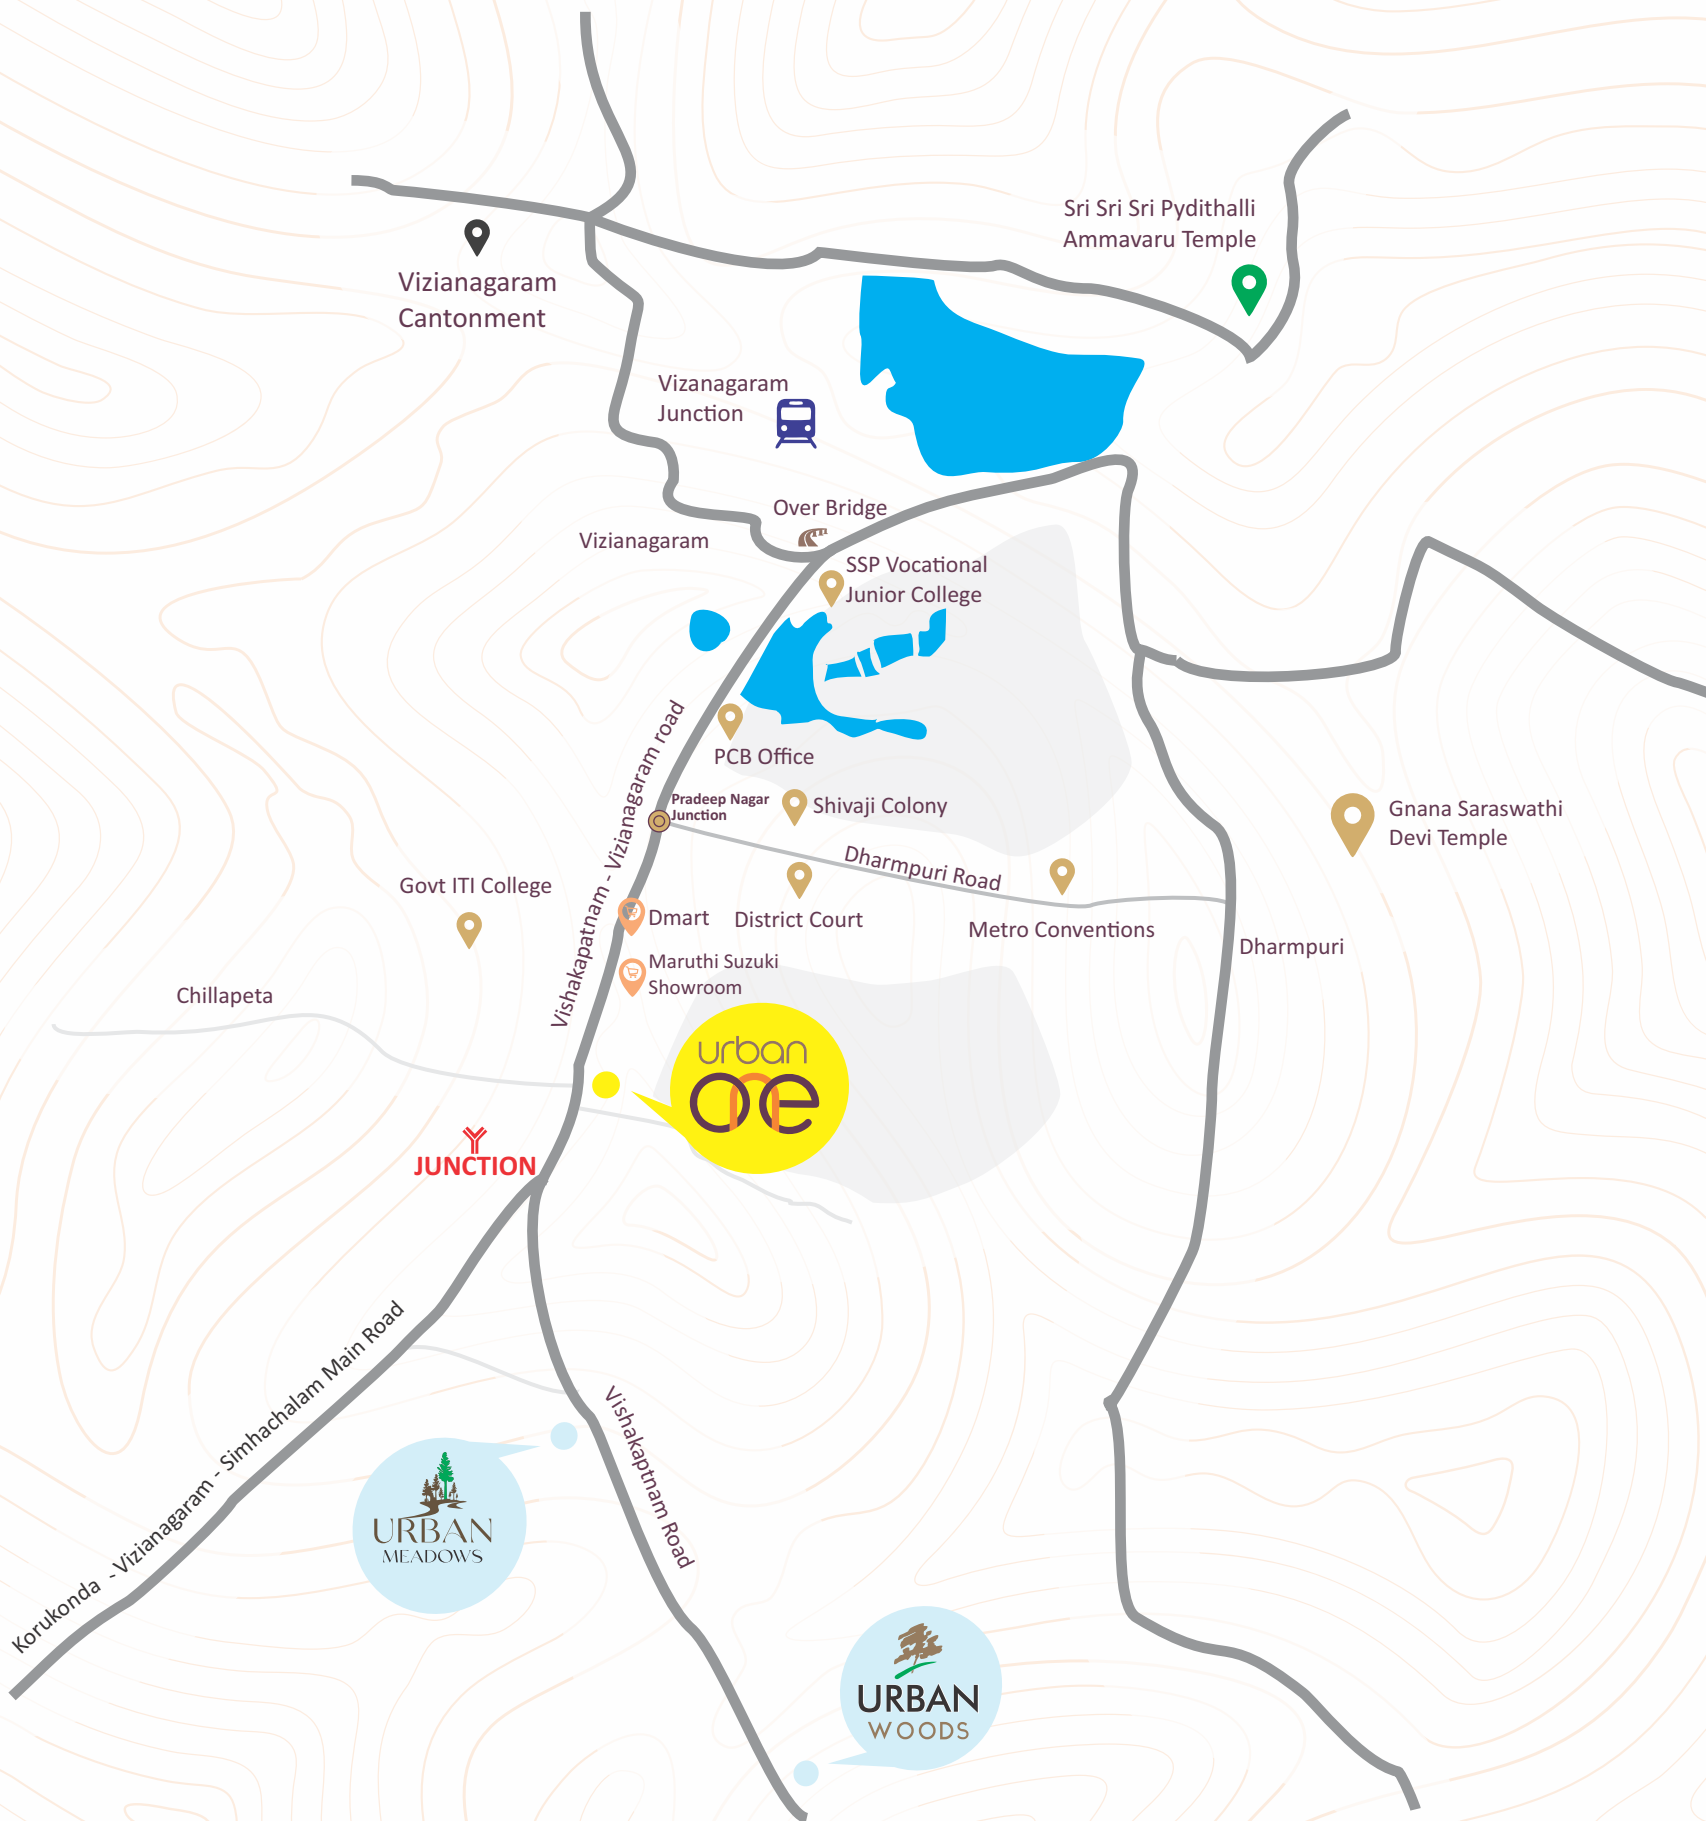 Sri Sri Sri Pydithalli
Ammavaru Temple
Vizianagaram
Cantonment
Vizanagaram
Junction
Over Bridge
Vizianagaram
SSP Vocational
Junior College
Vishakapatnam - Vizianagaram road
PCB Office
Pradeep Nagar
Junction
Shivaji Colony
Gnana Saraswathi
Devi Temple
Dharmpuri Road
Govt ITI College
Dmart
District Court
Metro Conventions
Dharmpuri
Maruthi Suzuki
Showroom
Chillapeta
urban
one
JUNCTION
Korukonda - Vizianagaram - Simhachalam Main Road
Vishakaptnam Road
URBAN
MEADOWS
URBAN
WOODS